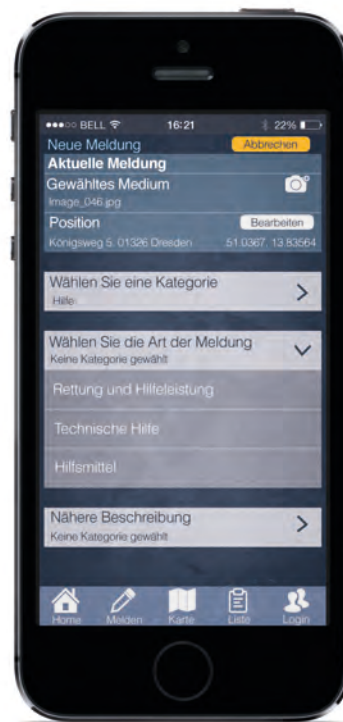 BELL 16:21 22%
Neue Meldung Abbrechen
Aktuelle Meldung
Gewähltes Medium
Image_046.jpg
Position Bearbeiten
Königsweg 5. 01326 Dresden 51.0367, 13.83564
Wählen Sie eine Kategorie
Hilfe
Wählen Sie die Art der Meldung
Keine Kategorie gewählt
Rettung und Hilfeleistung
Technische Hilfe
Hilfsmittel
Nähere Beschreibung
Keine Kategorie gewählt
Home Melden Karte Liste Login